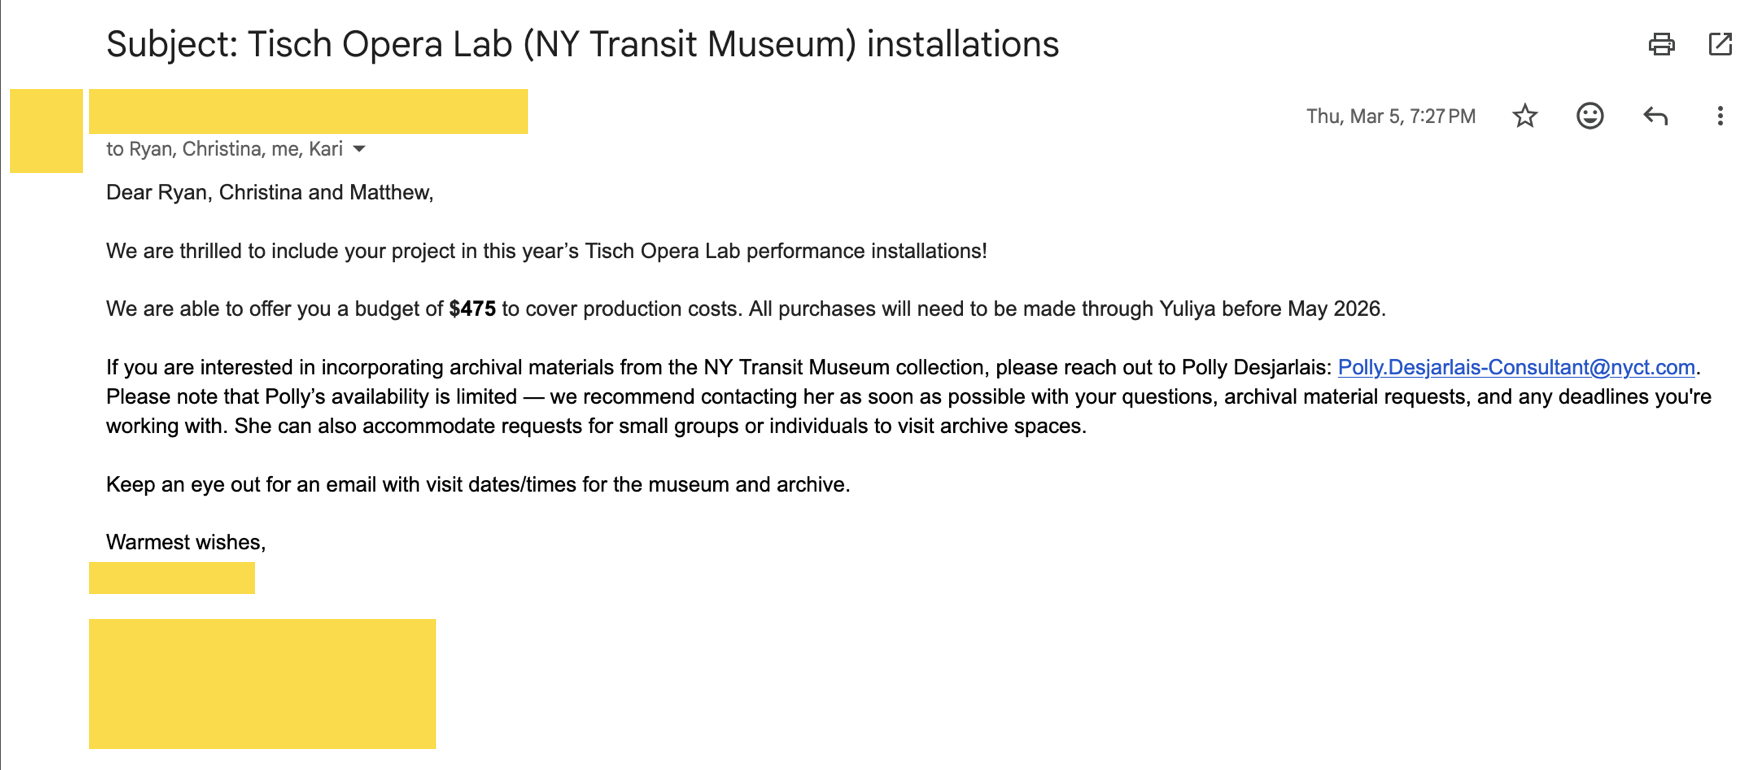 Subject: Tisch Opera Lab (NY Transit Museum) installations
Thu, Mar 5, 7:27 PM
to Ryan, Christina, me, Kari
Dear Ryan, Christina and Matthew,
We are thrilled to include your project in this year’s Tisch Opera Lab performance installations!
We are able to offer you a budget of $475 to cover production costs. All purchases will need to be made through Yuliya before May 2026.
If you are interested in incorporating archival materials from the NY Transit Museum collection, please reach out to Polly Desjarlais: Polly.Desjarlais-Consultant@nyct.com.
Please note that Polly’s availability is limited — we recommend contacting her as soon as possible with your questions, archival material requests, and any deadlines you're
working with. She can also accommodate requests for small groups or individuals to visit archive spaces.
Keep an eye out for an email with visit dates/times for the museum and archive.
Warmest wishes,